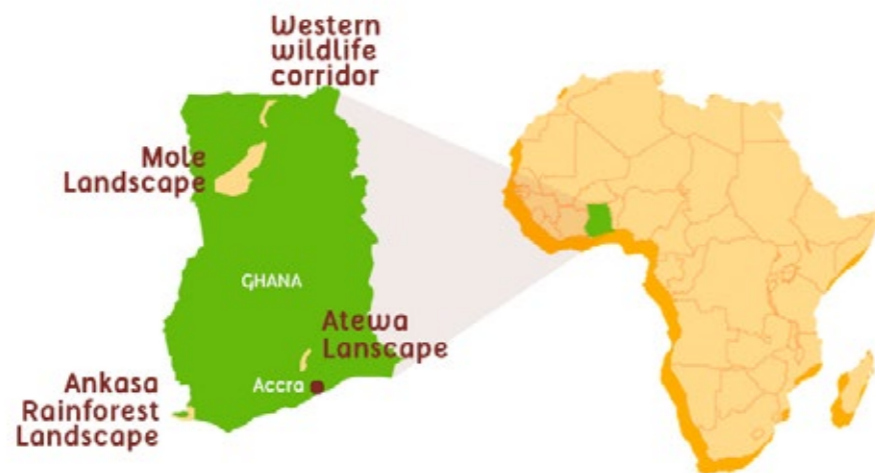 Western
wildlife
corridor
Mole
Landscape
GHANA
Atewa
Lanscape
Accra
Ankasa
Rainforest
Landscape